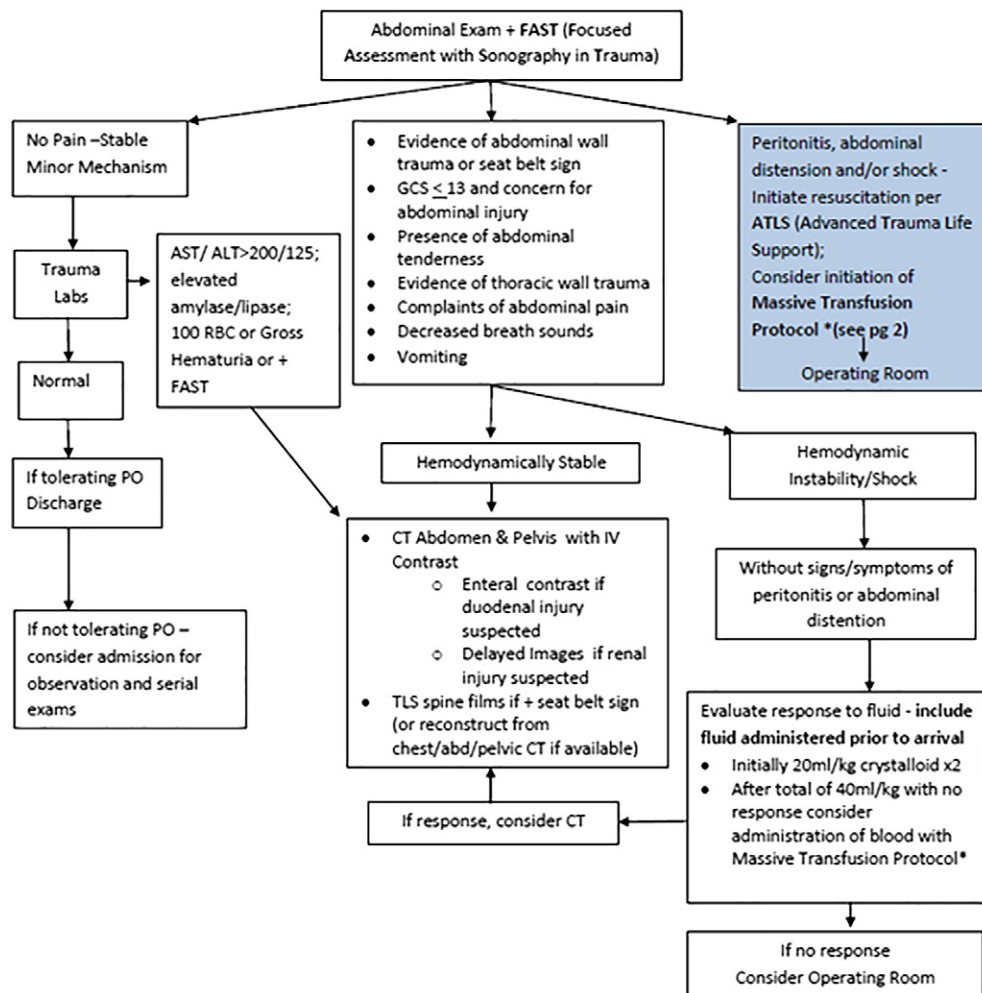 Abdominal Exam + FAST (Focused
Assessment with Sonography in Trauma)
No Pain –Stable
Minor Mechanism
Trauma
Labs
Normal
If tolerating PO
Discharge
If not tolerating PO –
consider admission for
observation and serial
exams
AST/ ALT>200/125;
elevated
amylase/lipase;
100 RBC or Gross
Hematuria or +
FAST
• Evidence of abdominal wall
trauma or seat belt sign
• GCS ≤ 13 and concern for
abdominal injury
• Presence of abdominal
tenderness
• Evidence of thoracic wall trauma
• Complaints of abdominal pain
• Decreased breath sounds
• Vomiting
Peritonitis, abdominal
distension and/or shock -
Initiate resuscitation per
ATLS (Advanced Trauma Life
Support);
Consider initiation of
Massive Transfusion
Protocol *(see pg 2)
Operating Room
Hemodynamically Stable
• CT Abdomen & Pelvis with IV
Contrast
o Enteral contrast if
duodenal injury
suspected
o Delayed Images if renal
injury suspected
• TLS spine films if + seat belt sign
(or reconstruct from
chest/abd/pelvic CT if available)
If response, consider CT
Hemodynamic
Instability/Shock
Without signs/symptoms of
peritonitis or abdominal
distention
Evaluate response to fluid - include
fluid administered prior to arrival
• Initially 20ml/kg crystalloid x2
• After total of 40ml/kg with no
response consider
administration of blood with
Massive Transfusion Protocol*
If no response
Consider Operating Room